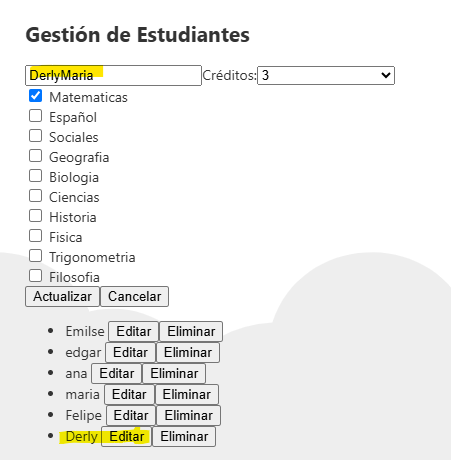 Gestión de Estudiantes
DerlyMaria Créditos: 3
Matematicas
Español
Sociales
Geografia
Biologia
Ciencias
Historia
Fisica
Trigonometria
Filosofia
Actualizar Cancelar
Emilse Editar Eliminar
edgar Editar Eliminar
ana Editar Eliminar
maria Editar Eliminar
Felipe Editar Eliminar
Derly Editar Eliminar